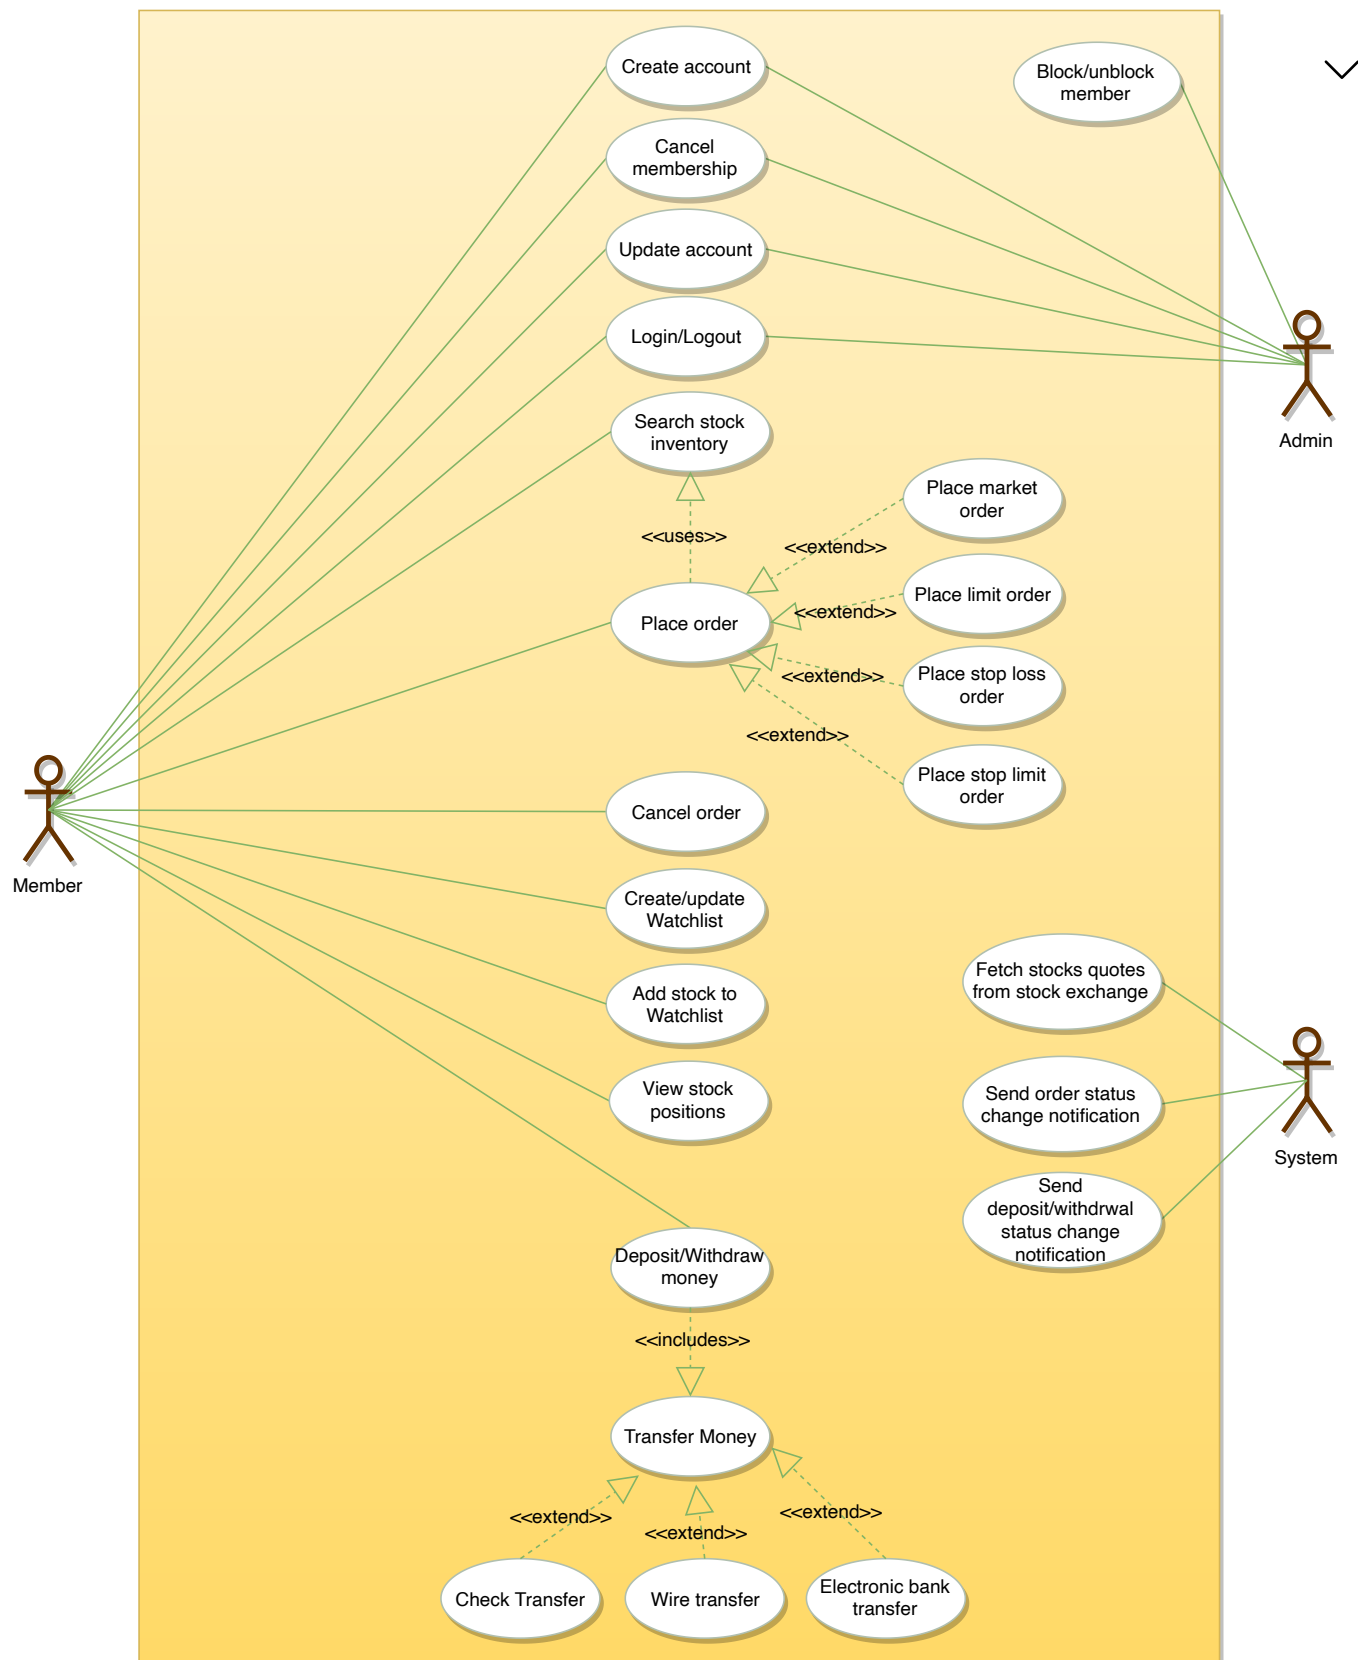 Create account
Block/unblock
member
Cancel
membership
Update account
Login/Logout
Admin
Search stock
inventory
Place market
order
<<uses>>
<<extend>>
Place limit order
<<extend>>
Place order
Place stop loss
order
<<extend>>
<<extend>>
Place stop limit
order
Cancel order
Member
Create/update
Watchlist
Fetch stocks quotes
from stock exchange
Add stock to
Watchlist
View stock
positions
Send order status
change notification
System
Send
deposit/withdrwal
status change
notification
Deposit/Withdraw
money
<<includes>>
Transfer Money
<<extend>>
<<extend>>
<<extend>>
Check Transfer
Wire transfer
Electronic bank
transfer